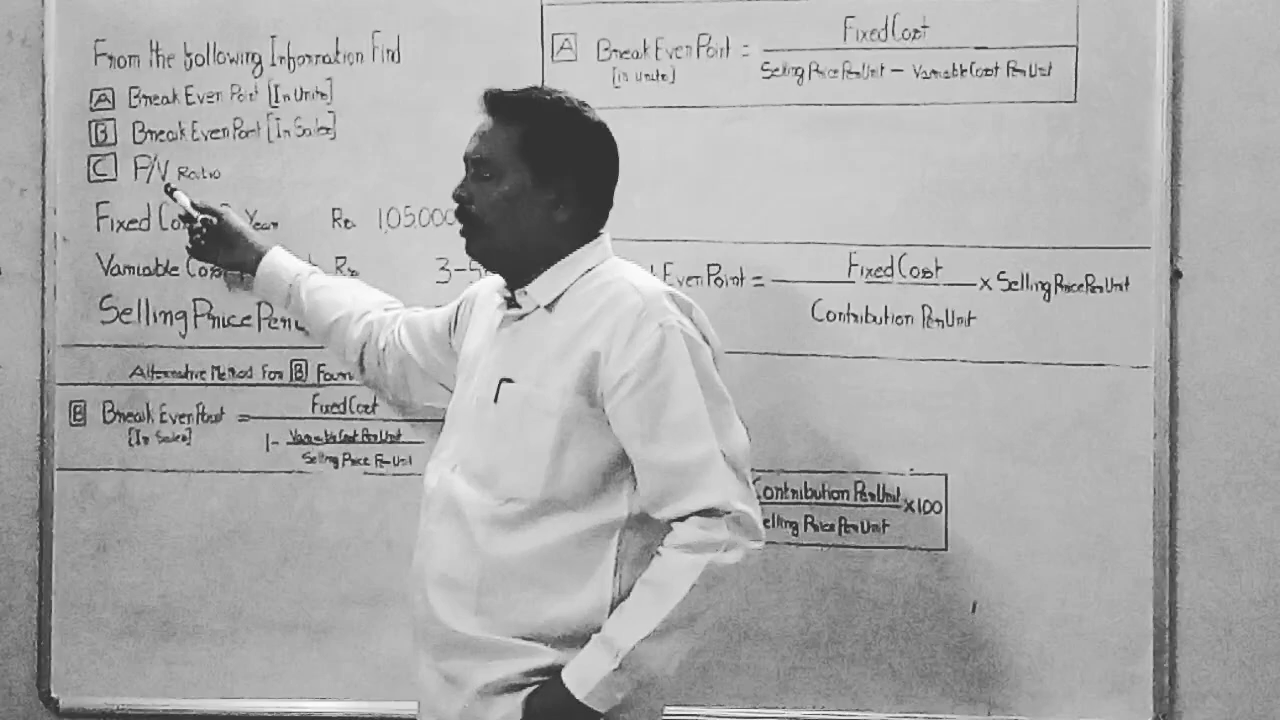 From the following Information Find
A Break Even Point [In Units]
B Break Even Point [In Sales]
C P/V Ratio
Fixed Year Rs. 1,05,000
Variable Cost Rs 3-
Selling Price Per
Alternative Method For B
B Break Even Point = Fixed Cost
[In Sales] 1- Variable Cost Per Unit
Selling Price Per Unit
A Break Even Point = Fixed Cost
[in units] Selling Price Per Unit - Variable Cost Per Unit
Even Point = Fixed Cost × Selling Price Per Unit
Contribution Per Unit
Contribution Per Unit ×100
Selling Price Per Unit